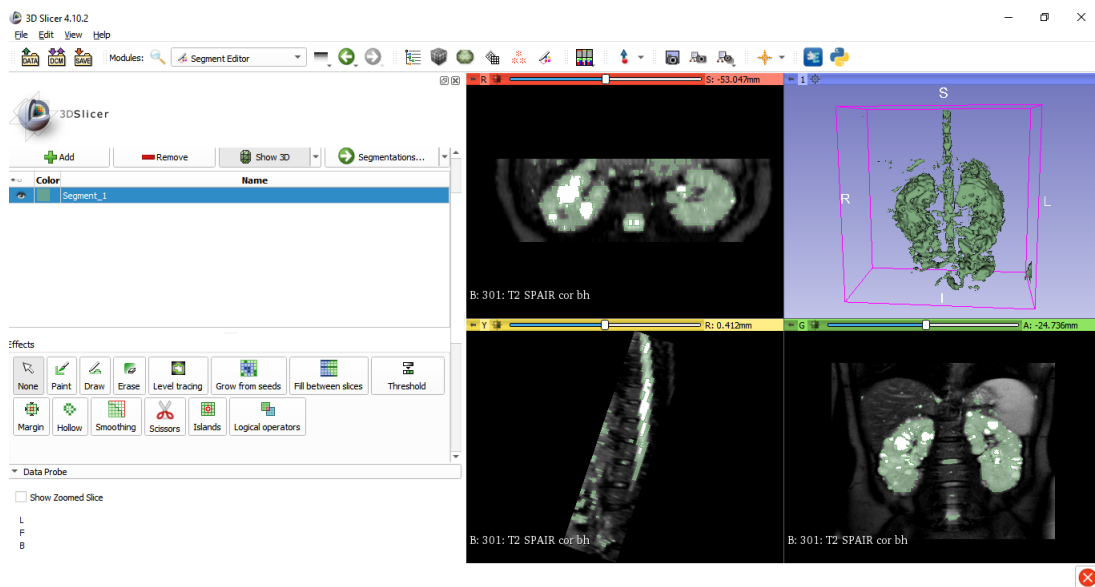 3D Slicer 4.10.2
File Edit View Help
DATA DCM SAVE Modules: Segment Editor
R S: -53.047mm
1
3DSlicer
Add Remove Show 3D Segmentations...
Color Name
Segment_1
S
R
L
I
B: 301: T2 SPAIR cor bh
Y R: 0.412mm
G A: -24.736mm
Effects
None Paint Draw Erase Level tracing Grow from seeds Fill between slices Threshold
Margin Hollow Smoothing Scissors Islands Logical operators
Data Probe
Show Zoomed Slice
L
F
B
B: 301: T2 SPAIR cor bh
B: 301: T2 SPAIR cor bh